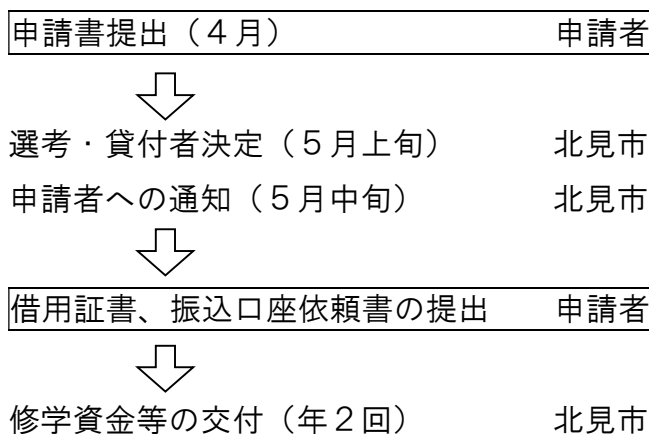 申請書提出（４月） 申請者
選考・貸付者決定（５月上旬） 北見市
申請者への通知（５月中旬） 北見市
借用証書、振込口座依頼書の提出 申請者
修学資金等の交付（年２回） 北見市